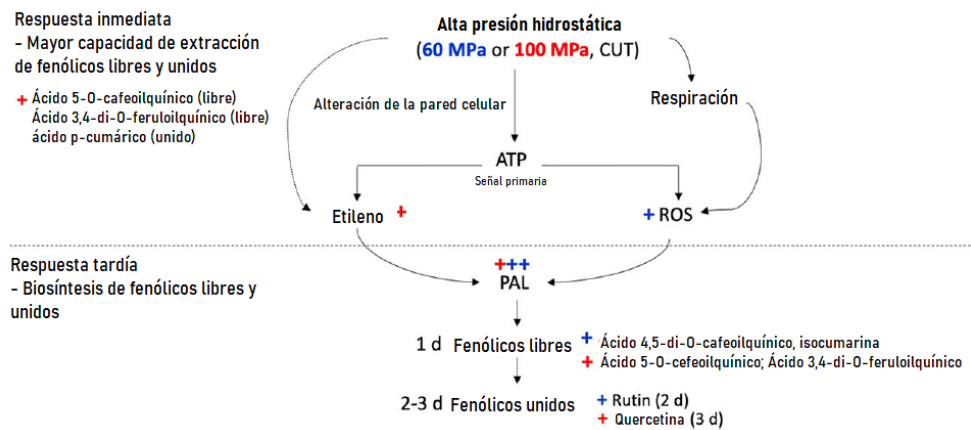 Respuesta inmediata
- Mayor capacidad de extracción
de fenólicos libres y unidos
+ Ácido 5-O-cafeoilquínico (libre)
Ácido 3,4-di-O-feruloilquínico (libre)
ácido p-cumárico (unido)
Alta presión hidrostática
(60 MPa or 100 MPa, CUT)
Alteración de la pared celular
Respiración
ATP
Señal primaria
Etileno +
+ ROS
Respuesta tardía
- Biosíntesis de fenólicos libres y
unidos
+++
PAL
1 d Fenólicos libres
+ Ácido 4,5-di-O-cafeoilquínico, isocumarina
+ Ácido 5-O-cefeoilquínico; Ácido 3,4-di-O-feruloilquínico
2-3 d Fenólicos unidos
+ Rutin (2 d)
+ Quercetina (3 d)